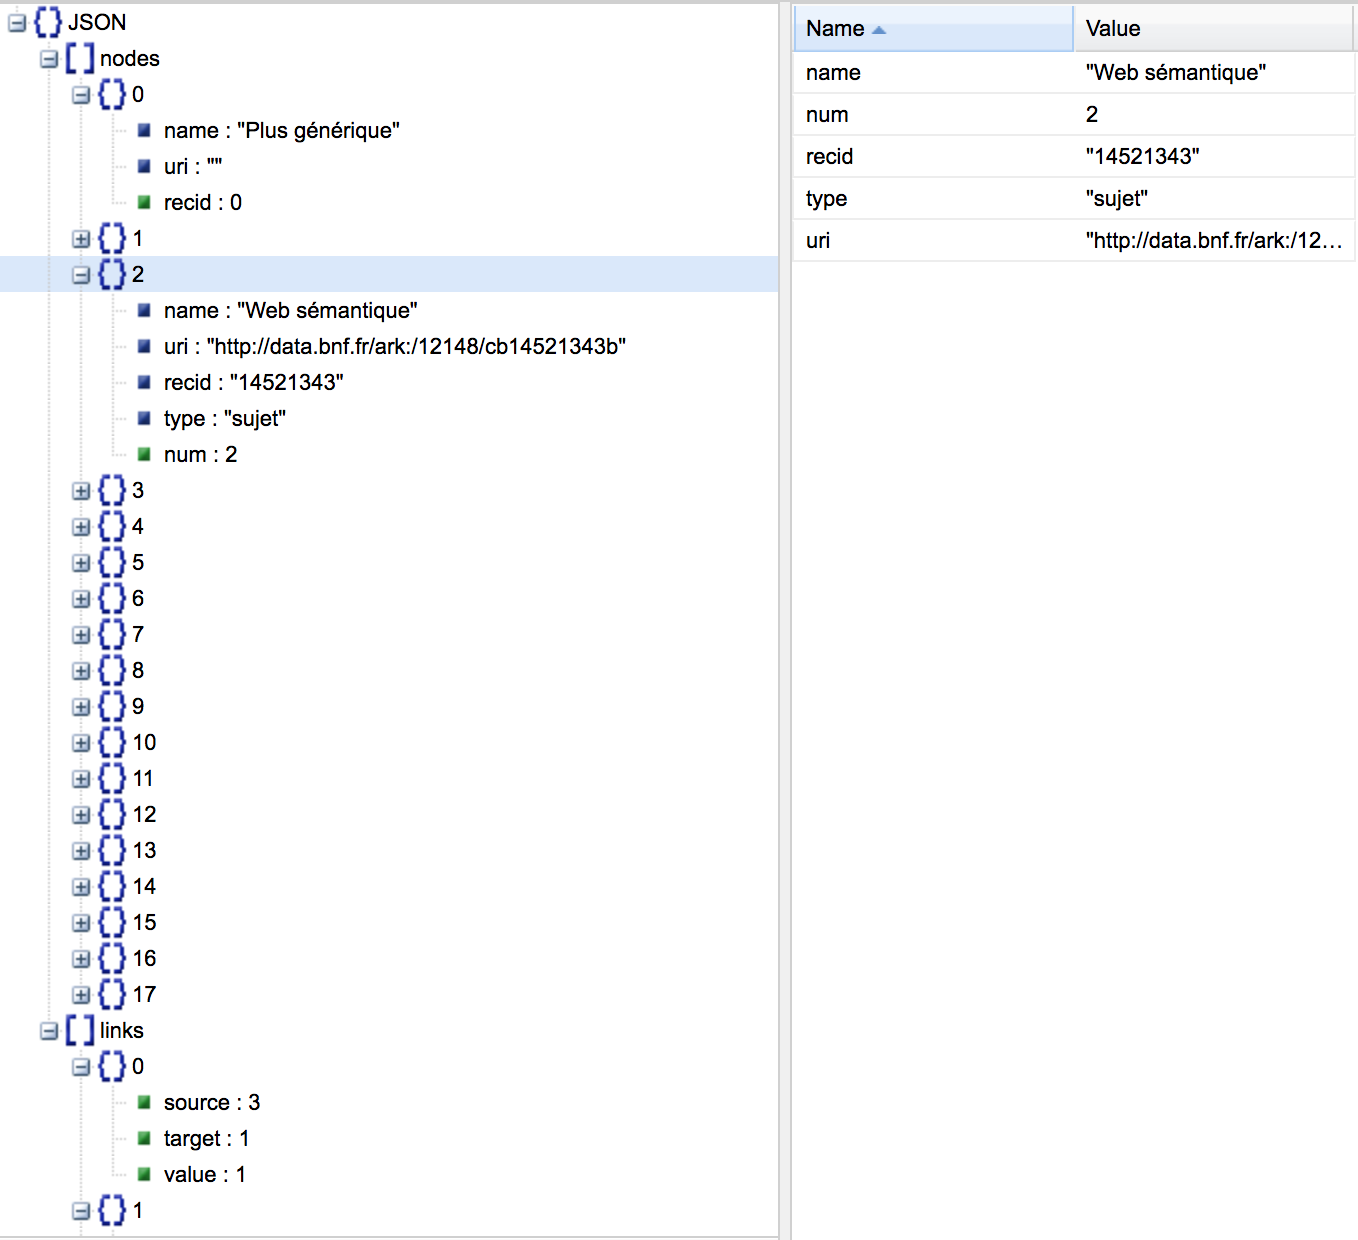 JSON
nodes
0
name : "Plus générique"
uri : ""
recid : 0
1
2
name : "Web sémantique"
uri : "http://data.bnf.fr/ark:/12148/cb14521343b"
recid : "14521343"
type : "sujet"
num : 2
3
4
5
6
7
8
9
10
11
12
13
14
15
16
17
links
0
source : 3
target : 1
value : 1
1
Name Value
name "Web sémantique"
num 2
recid "14521343"
type "sujet"
uri "http://data.bnf.fr/ark:/12...